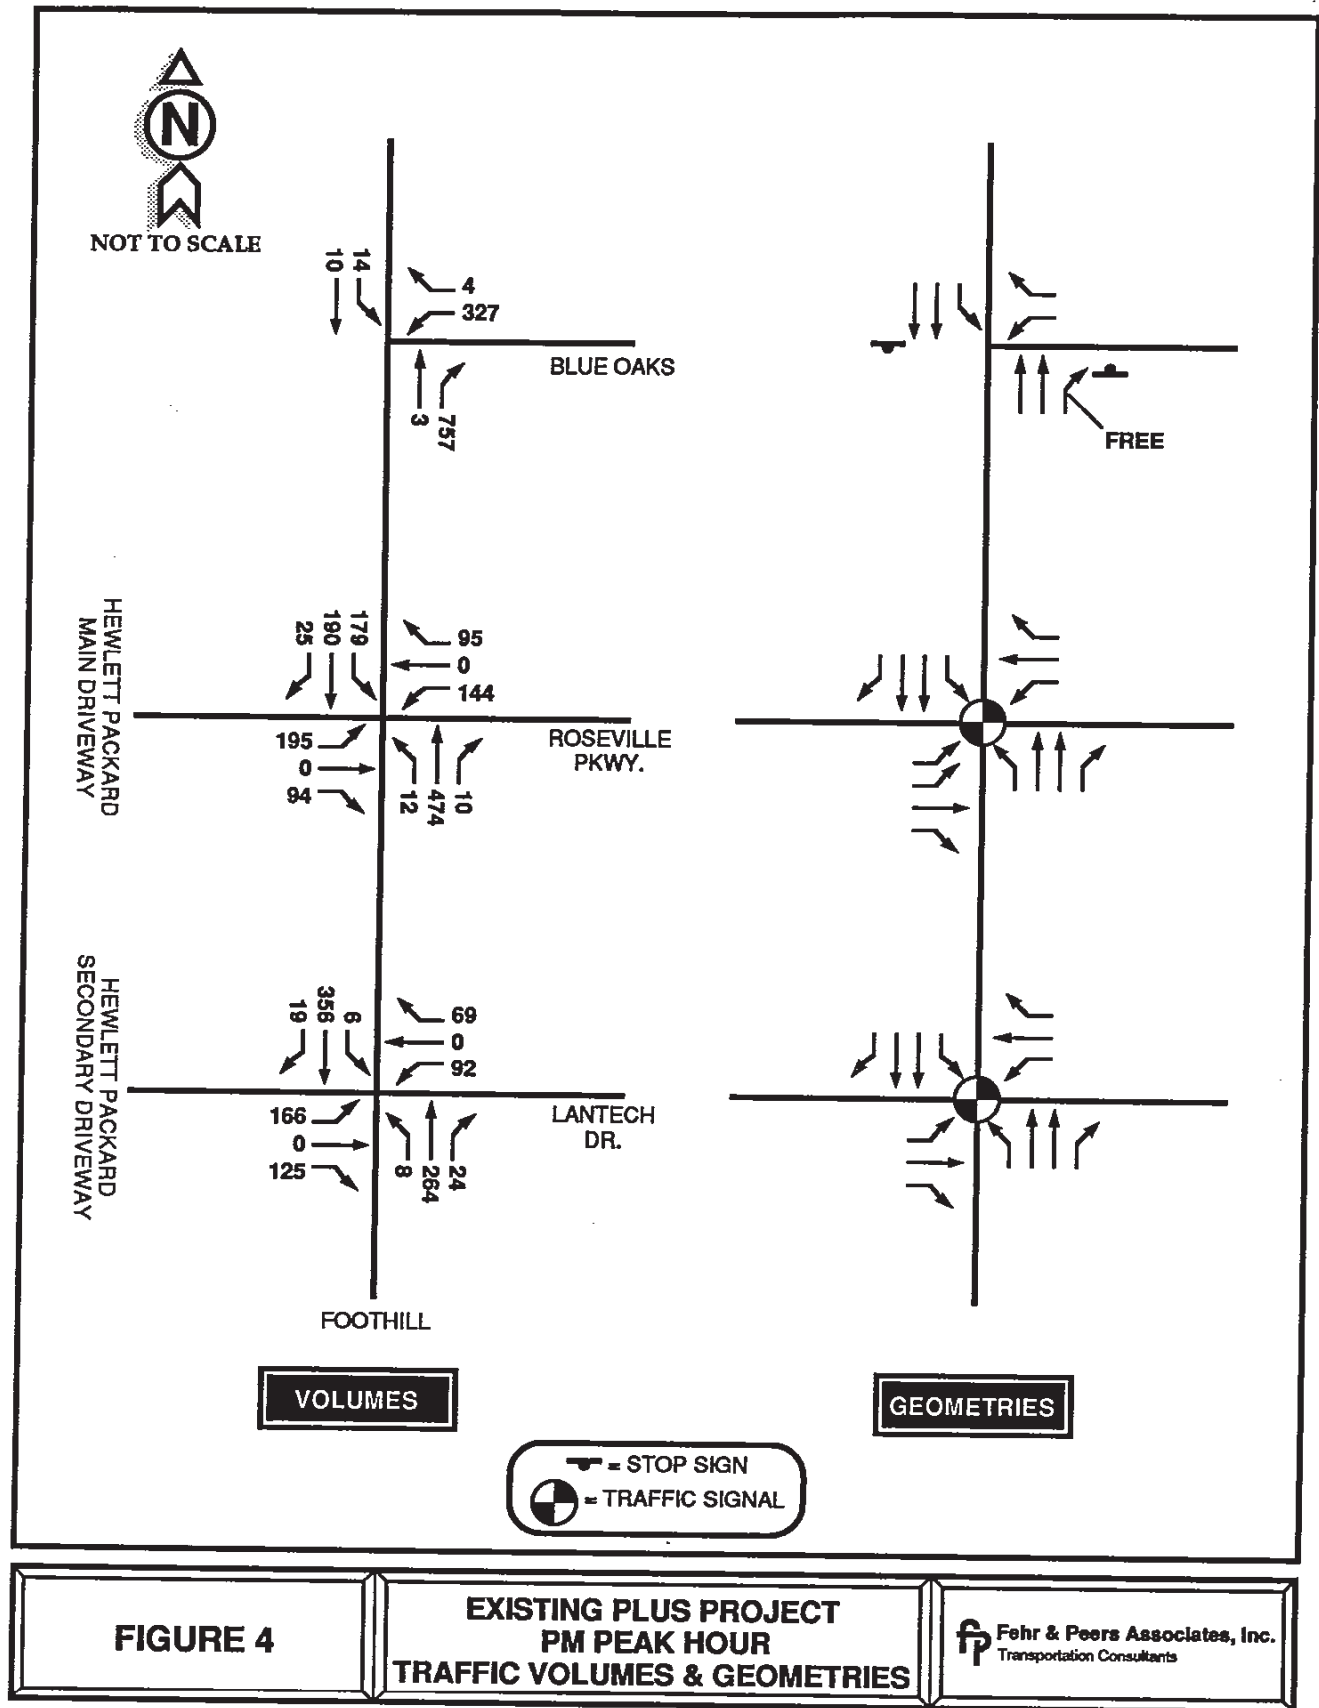 N
NOT TO SCALE
10
14
4
327
BLUE OAKS
3
757
FREE
HEWLETT PACKARD
MAIN DRIVEWAY
25
190
179
95
0
144
195
0
94
12
474
10
ROSEVILLE
PKWY.
HEWLETT PACKARD
SECONDARY DRIVEWAY
19
356
6
69
0
92
166
0
125
8
264
24
LANTECH
DR.
FOOTHILL
VOLUMES
GEOMETRIES
= STOP SIGN
= TRAFFIC SIGNAL
FIGURE 4
EXISTING PLUS PROJECT
PM PEAK HOUR
TRAFFIC VOLUMES & GEOMETRIES
fp Fehr & Peers Associates, Inc.
Transportation Consultants